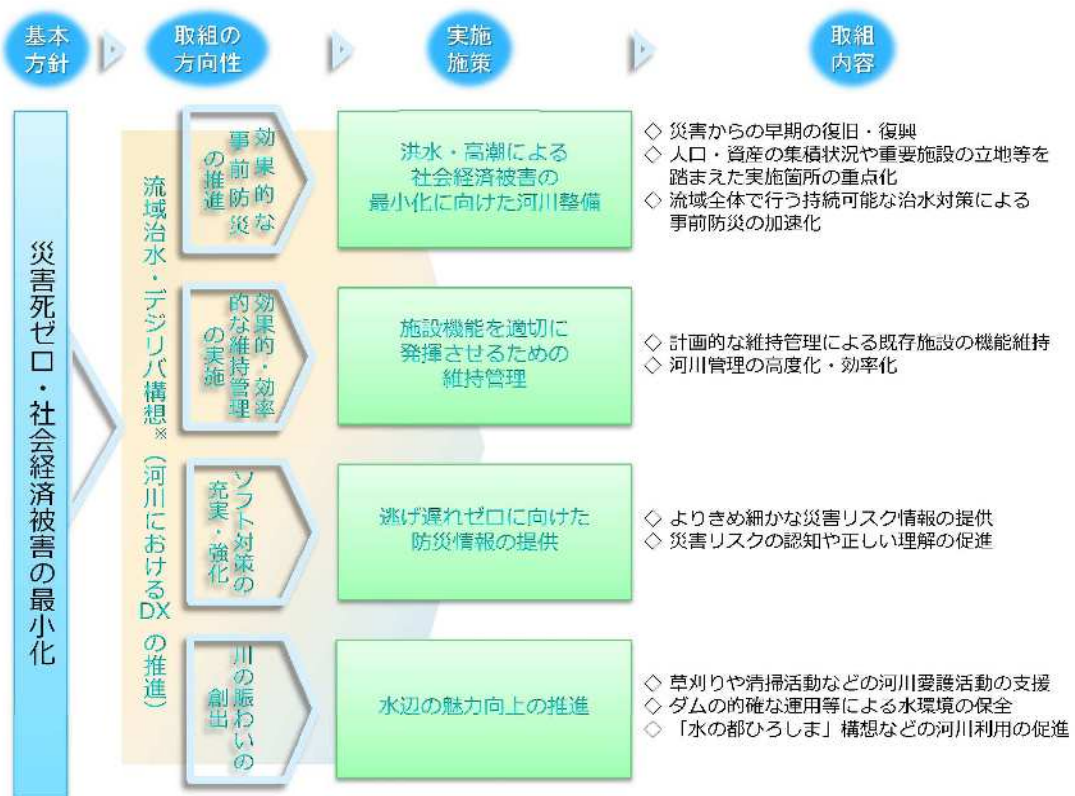 基本
方針
取組の
方向性
実施
施策
取組
内容
災害死ゼロ・社会経済被害の最小化
流域治水・デジリバ構想※（河川におけるDXの推進）
効果的な
事前防災
の推進
洪水・高潮による
社会経済被害の
最小化に向けた河川整備
◇ 災害からの早期の復旧・復興
◇ 人口・資産の集積状況や重要施設の立地等を
踏まえた実施箇所の重点化
◇ 流域全体で行う持続可能な治水対策による
事前防災の加速化
効果的・効率
的な維持管理
の実施
施設機能を適切に
発揮させるための
維持管理
◇ 計画的な維持管理による既存施設の機能維持
◇ 河川管理の高度化・効率化
ソフト対策の
充実・強化
逃げ遅れゼロに向けた
防災情報の提供
◇ よりきめ細かな災害リスク情報の提供
◇ 災害リスクの認知や正しい理解の促進
川の賑わいの
創出
水辺の魅力向上の推進
◇ 草刈りや清掃活動などの河川愛護活動の支援
◇ ダムの的確な運用等による水環境の保全
◇ 「水の都ひろしま」構想などの河川利用の促進